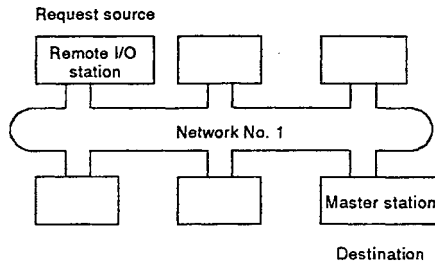 Request source
Remote I/O
station
Network No. 1
Master station
Destination